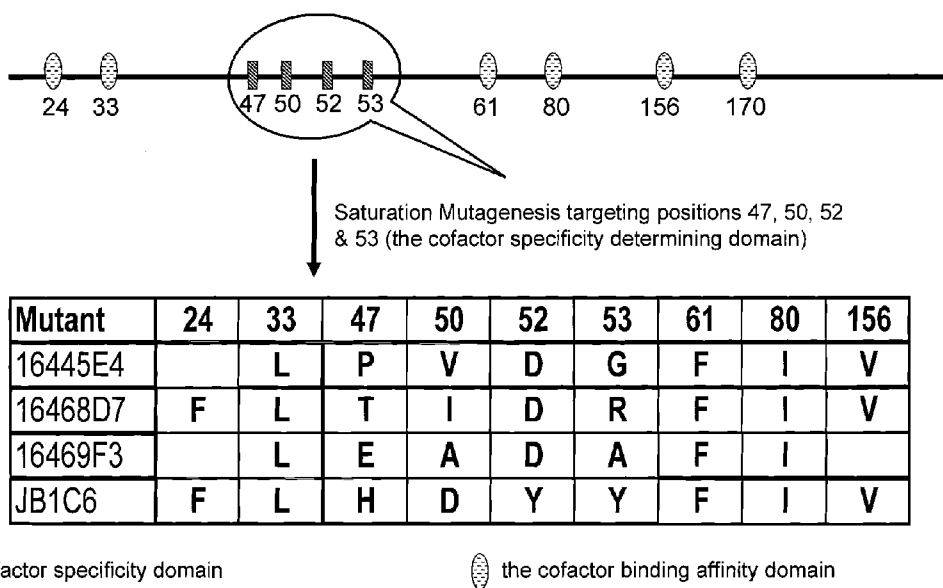 24 33 47 50 52 53 61 80 156 170
Saturation Mutagenesis targeting positions 47, 50, 52
& 53 (the cofactor specificity determining domain)
Mutant 24 33 47 50 52 53 61 80 156
16445E4 L P V D G F I V
16468D7 F L T I D R F I V
16469F3 L E A D A F I
JB1C6 F L H D Y Y F I V
actor specificity domain the cofactor binding affinity domain